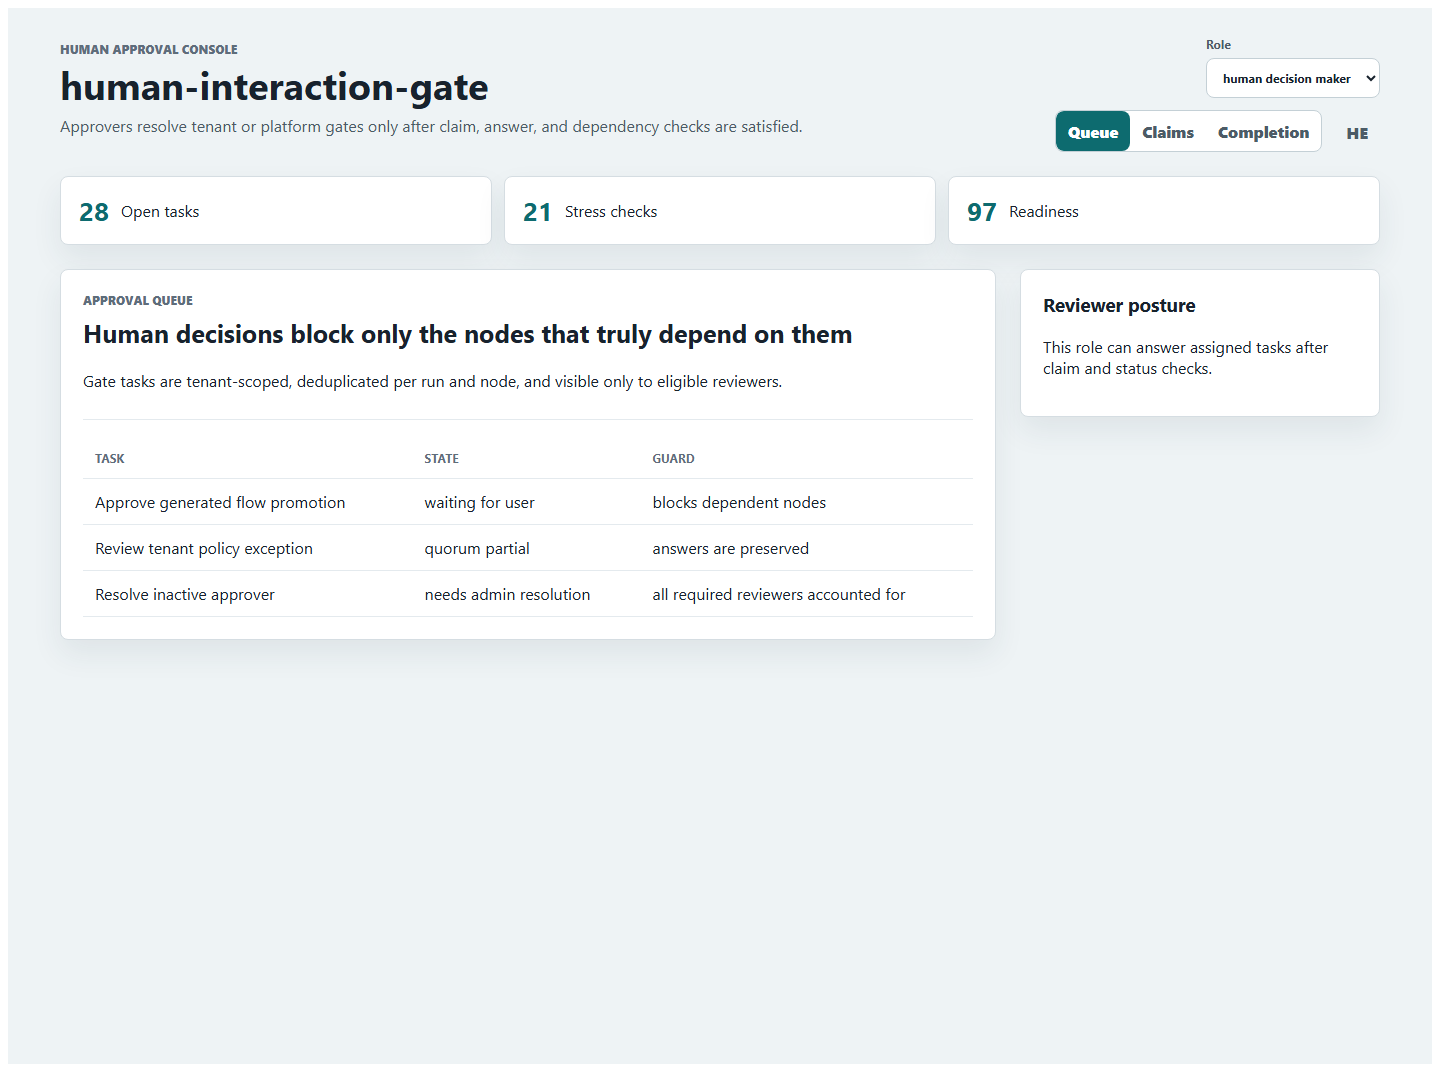 HUMAN APPROVAL CONSOLE
human-interaction-gate
Approvers resolve tenant or platform gates only after claim, answer, and dependency checks are satisfied.
Role
human decision maker
Queue Claims Completion HE
28 Open tasks
21 Stress checks
97 Readiness
APPROVAL QUEUE
Human decisions block only the nodes that truly depend on them
Gate tasks are tenant-scoped, deduplicated per run and node, and visible only to eligible reviewers.
TASK STATE GUARD
Approve generated flow promotion waiting for user blocks dependent nodes
Review tenant policy exception quorum partial answers are preserved
Resolve inactive approver needs admin resolution all required reviewers accounted for
Reviewer posture
This role can answer assigned tasks after
claim and status checks.